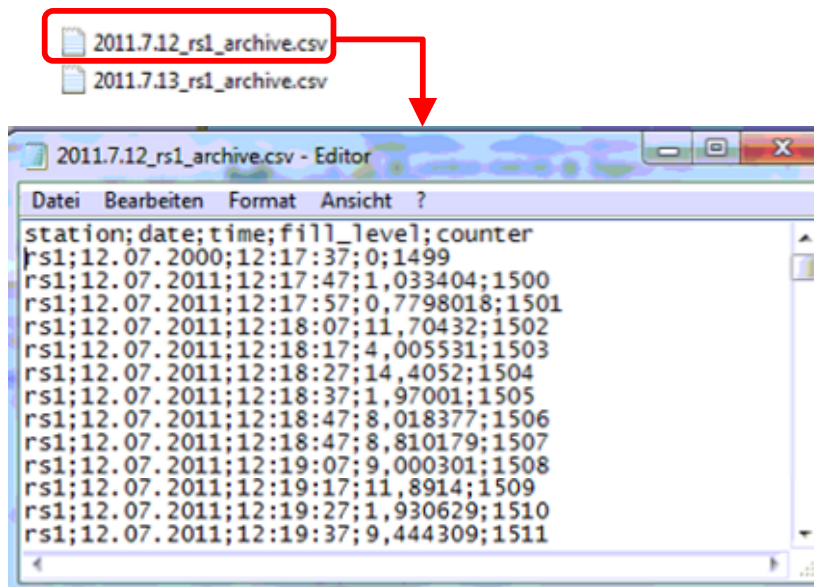 2011.7.12_rs1_archive.csv
2011.7.13_rs1_archive.csv
2011.7.12_rs1_archive.csv - Editor
Datei Bearbeiten Format Ansicht ?
station;date;time;fill_level;counter
rs1;12.07.2000;12:17:37;0;1499
rs1;12.07.2011;12:17:47;1,033404;1500
rs1;12.07.2011;12:17:57;0,7798018;1501
rs1;12.07.2011;12:18:07;11,70432;1502
rs1;12.07.2011;12:18:17;4,005531;1503
rs1;12.07.2011;12:18:27;14,4052;1504
rs1;12.07.2011;12:18:37;1,97001;1505
rs1;12.07.2011;12:18:47;8,018377;1506
rs1;12.07.2011;12:18:47;8,810179;1507
rs1;12.07.2011;12:19:07;9,000301;1508
rs1;12.07.2011;12:19:17;11,8914;1509
rs1;12.07.2011;12:19:27;1,930629;1510
rs1;12.07.2011;12:19:37;9,444309;1511